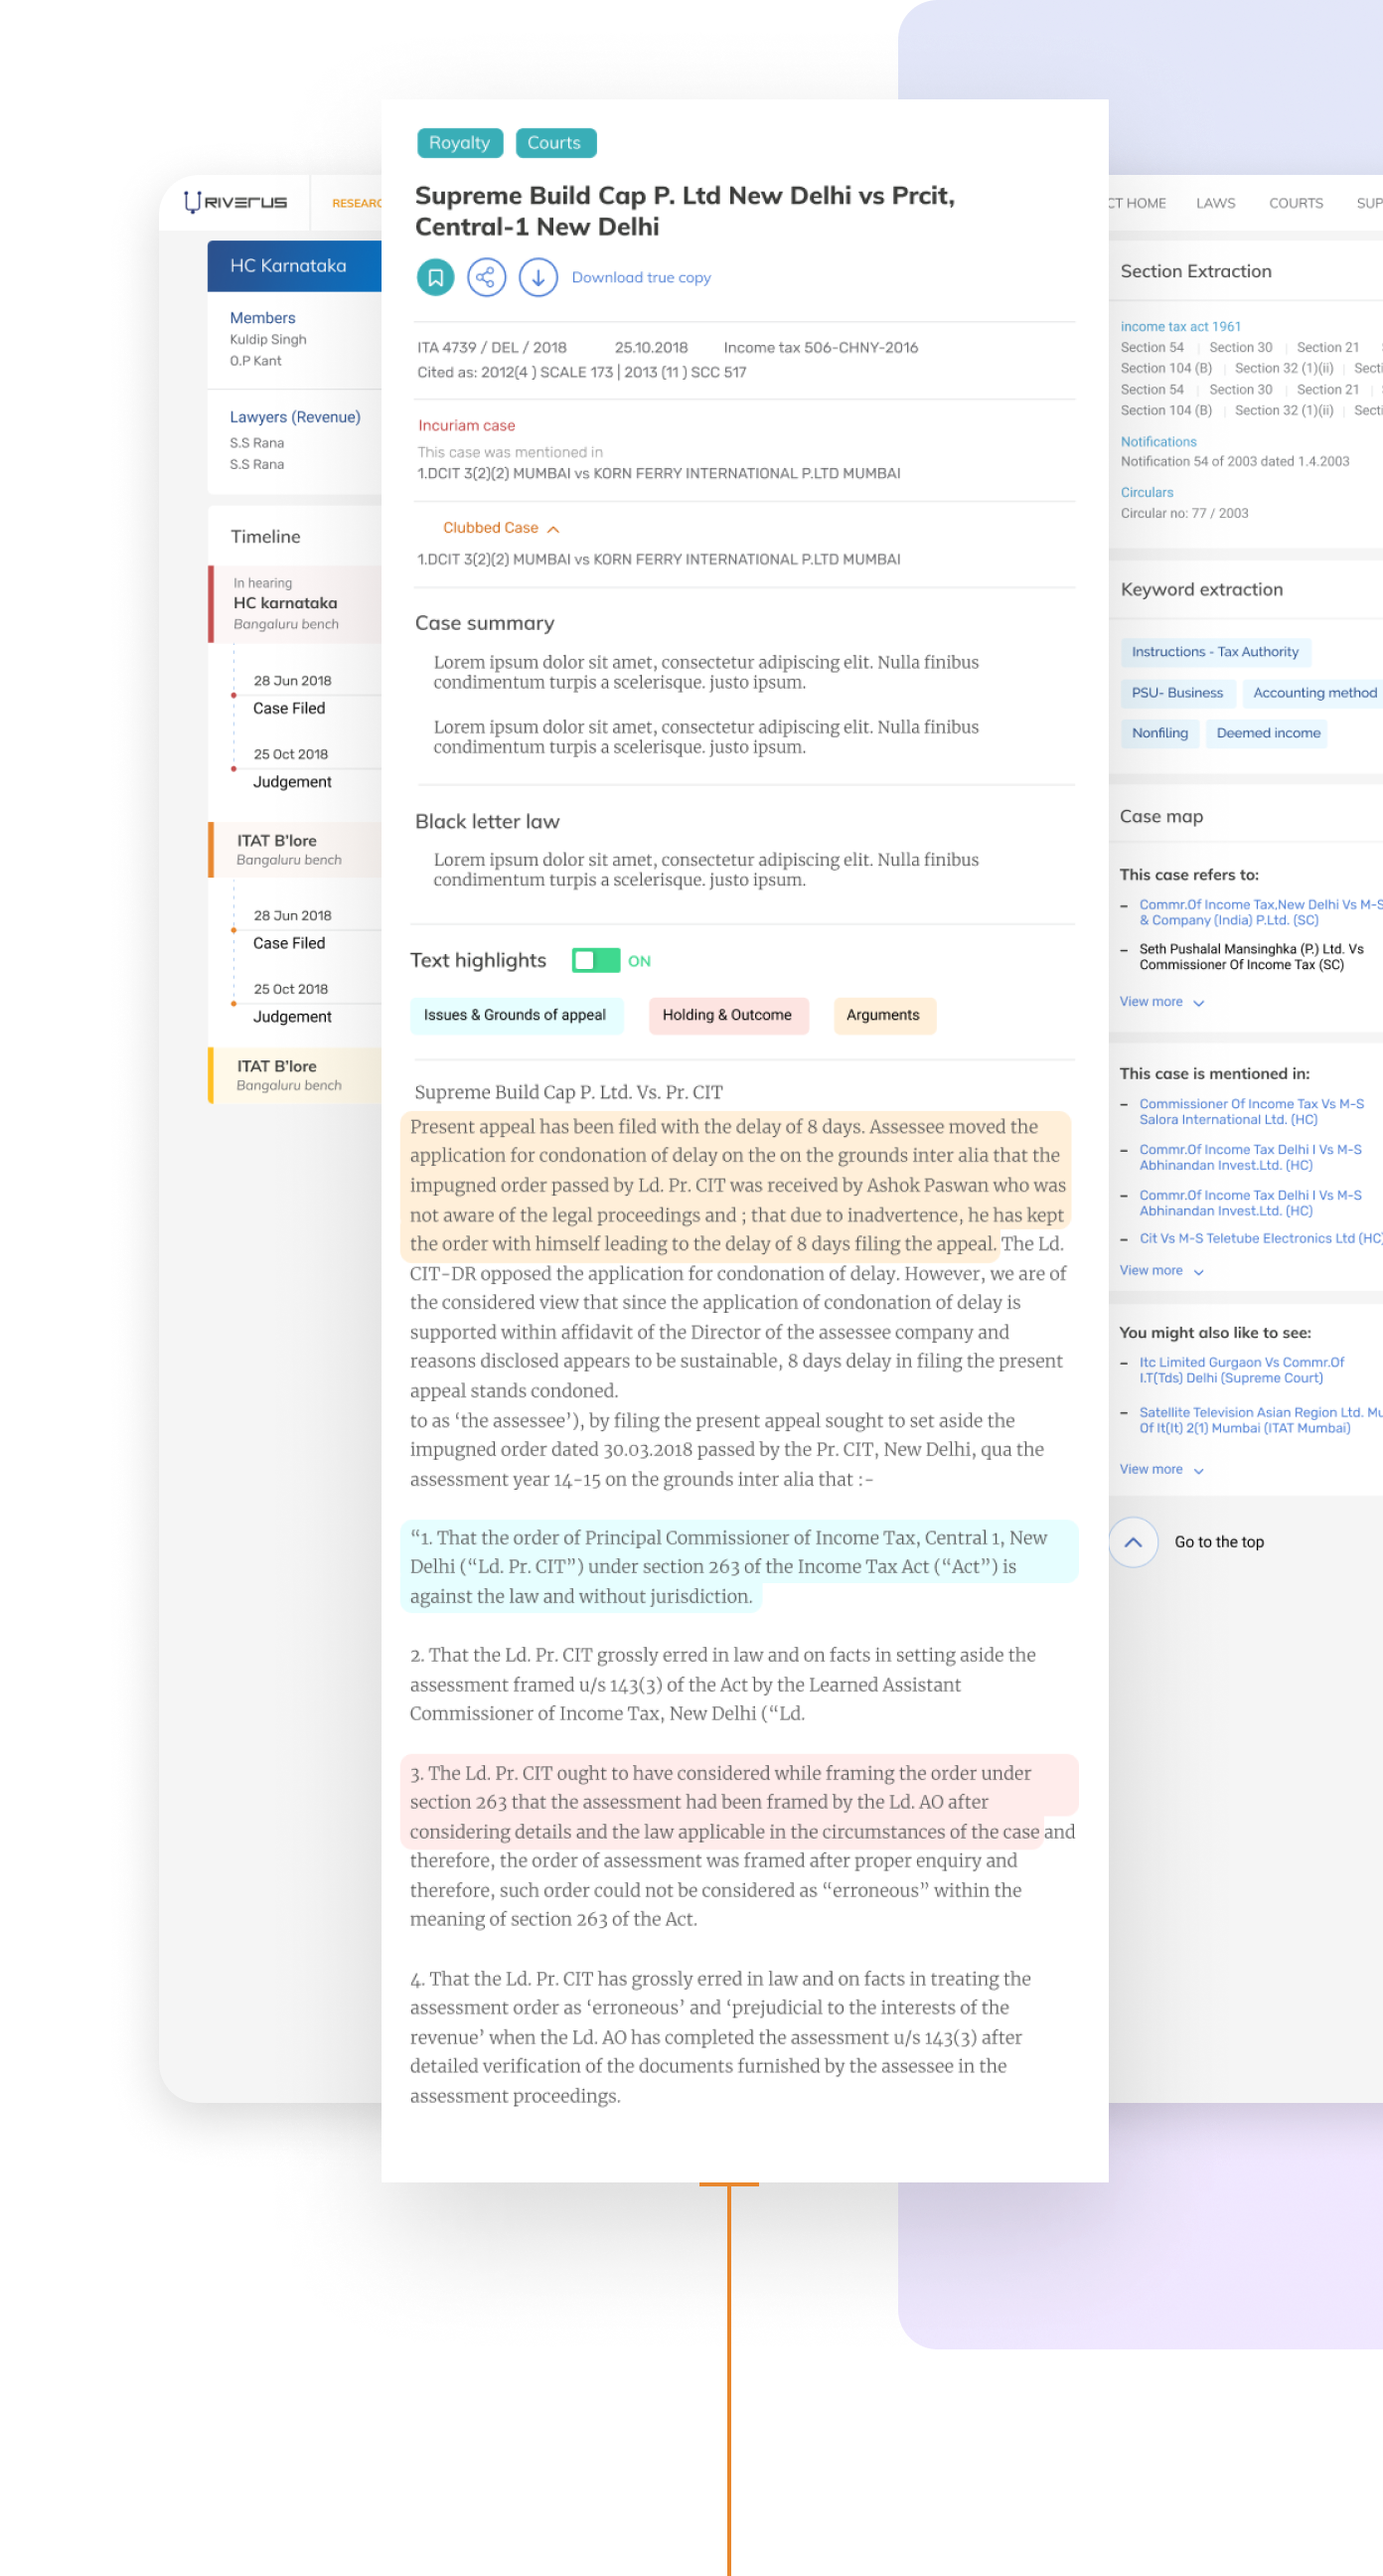 Royalty
Courts
Supreme Build Cap P. Ltd New Delhi vs Prcit,
Central-1 New Delhi
Download true copy
ITA 4739 / DEL / 2018 25.10.2018 Income tax 506-CHNY-2016
Cited as: 2012(4 ) SCALE 173 | 2013 (11 ) SCC 517
Incuriam case
This case was mentioned in
1.DCIT 3(2)(2) MUMBAI vs KORN FERRY INTERNATIONAL P.LTD MUMBAI
Clubbed Case
1.DCIT 3(2)(2) MUMBAI vs KORN FERRY INTERNATIONAL P.LTD MUMBAI
Case summary
Lorem ipsum dolor sit amet, consectetur adipiscing elit. Nulla finibus
condimentum turpis a scelerisque. justo ipsum.
Lorem ipsum dolor sit amet, consectetur adipiscing elit. Nulla finibus
condimentum turpis a scelerisque. justo ipsum.
Black letter law
Lorem ipsum dolor sit amet, consectetur adipiscing elit. Nulla finibus
condimentum turpis a scelerisque. justo ipsum.
Text highlights ON
Issues & Grounds of appeal
Holding & Outcome
Arguments
Supreme Build Cap P. Ltd. Vs. Pr. CIT
Present appeal has been filed with the delay of 8 days. Assessee moved the
application for condonation of delay on the on the grounds inter alia that the
impugned order passed by Ld. Pr. CIT was received by Ashok Paswan who was
not aware of the legal proceedings and ; that due to inadvertence, he has kept
the order with himself leading to the delay of 8 days filing the appeal. The Ld.
CIT-DR opposed the application for condonation of delay. However, we are of
the considered view that since the application of condonation of delay is
supported within affidavit of the Director of the assessee company and
reasons disclosed appears to be sustainable, 8 days delay in filing the present
appeal stands condoned.
to as ‘the assessee’), by filing the present appeal sought to set aside the
impugned order dated 30.03.2018 passed by the Pr. CIT, New Delhi, qua the
assessment year 14-15 on the grounds inter alia that :-
“1. That the order of Principal Commissioner of Income Tax, Central 1, New
Delhi (“Ld. Pr. CIT”) under section 263 of the Income Tax Act (“Act”) is
against the law and without jurisdiction.
2. That the Ld. Pr. CIT grossly erred in law and on facts in setting aside the
assessment framed u/s 143(3) of the Act by the Learned Assistant
Commissioner of Income Tax, New Delhi (“Ld.
3. The Ld. Pr. CIT ought to have considered while framing the order under
section 263 that the assessment had been framed by the Ld. AO after
considering details and the law applicable in the circumstances of the case and
therefore, the order of assessment was framed after proper enquiry and
therefore, such order could not be considered as “erroneous” within the
meaning of section 263 of the Act.
4. That the Ld. Pr. CIT has grossly erred in law and on facts in treating the
assessment order as ‘erroneous’ and ‘prejudicial to the interests of the
revenue’ when the Ld. AO has completed the assessment u/s 143(3) after
detailed verification of the documents furnished by the assessee in the
assessment proceedings.
RIVERUS
HC Karnataka
Members
Kuldip Singh
O.P Kant
Lawyers (Revenue)
S.S Rana
S.S Rana
Timeline
In hearing
HC karnataka
Bangaluru bench
28 Jun 2018
Case Filed
25 Oct 2018
Judgement
ITAT B'lore
Bangaluru bench
28 Jun 2018
Case Filed
25 Oct 2018
Judgement
ITAT B'lore
Bangaluru bench
HOME LAWS COURTS
Section Extraction
income tax act 1961
Section 54 | Section 30 | Section 21
Section 104 (B) | Section 32 (1)(ii) |
Section 54 | Section 30 | Section 21 |
Section 104 (B) | Section 32 (1)(ii) |
Notifications
Notification 54 of 2003 dated 1.4.2003
Circulars
Circular no: 77 / 2003
Keyword extraction
Instructions - Tax Authority
PSU- Business
Accounting method
Nonfiling
Deemed income
Case map
This case refers to:
– Commr.Of Income Tax,New Delhi Vs M-S
& Company (India) P.Ltd. (SC)
– Seth Pushalal Mansinghka (P.) Ltd. Vs
Commissioner Of Income Tax (SC)
View more
This case is mentioned in:
– Commissioner Of Income Tax Vs M-S
Salora International Ltd. (HC)
– Commr.Of Income Tax Delhi I Vs M-S
Abhinandan Invest.Ltd. (HC)
– Commr.Of Income Tax Delhi I Vs M-S
Abhinandan Invest.Ltd. (HC)
– Cit Vs M-S Teletube Electronics Ltd (HC)
View more
You might also like to see:
– Itc Limited Gurgaon Vs Commr.Of
I.T(Tds) Delhi (Supreme Court)
– Satellite Television Asian Region Ltd.
Of It(It) 2(1) Mumbai (ITAT Mumbai)
View more
Go to the top